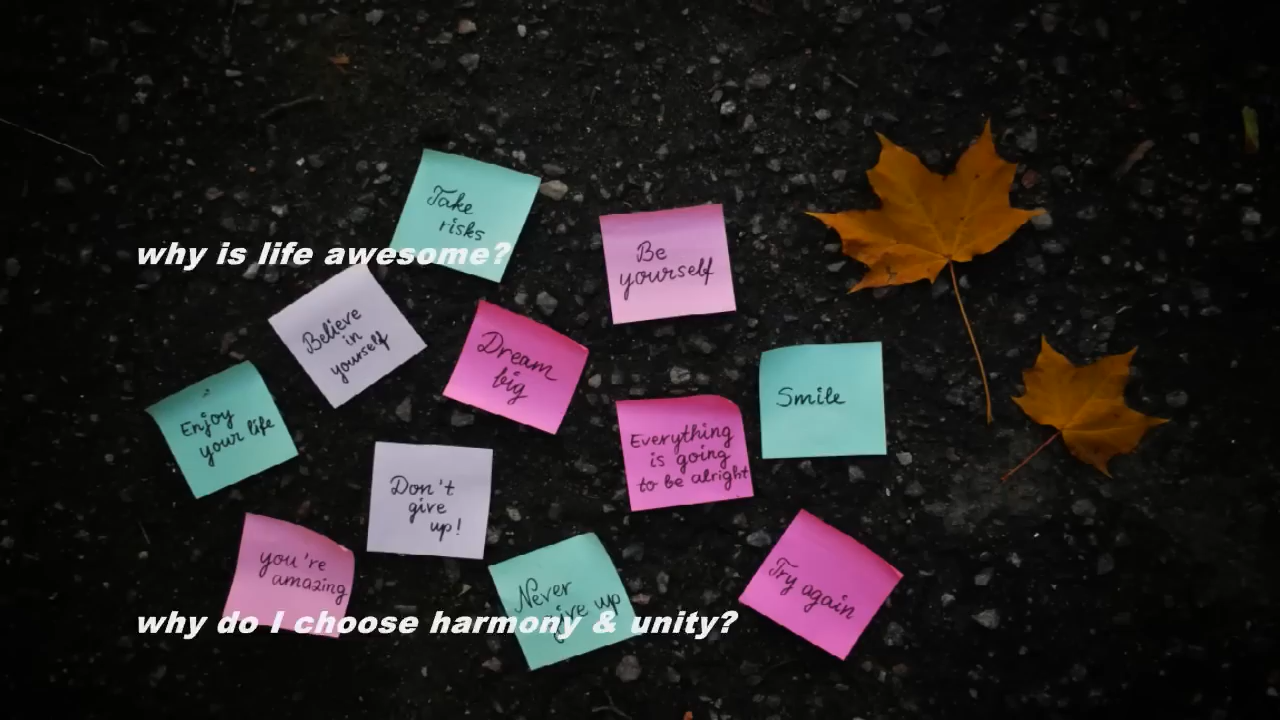 Take
risks
why is life awesome?
Be
yourself
Believe
in
yourself
Dream
big
Smile
Enjoy
your life
Everything
is going
to be alright
Don't
give
up!
you're
amazing
Never
give up
Try again
why do I choose harmony & unity?